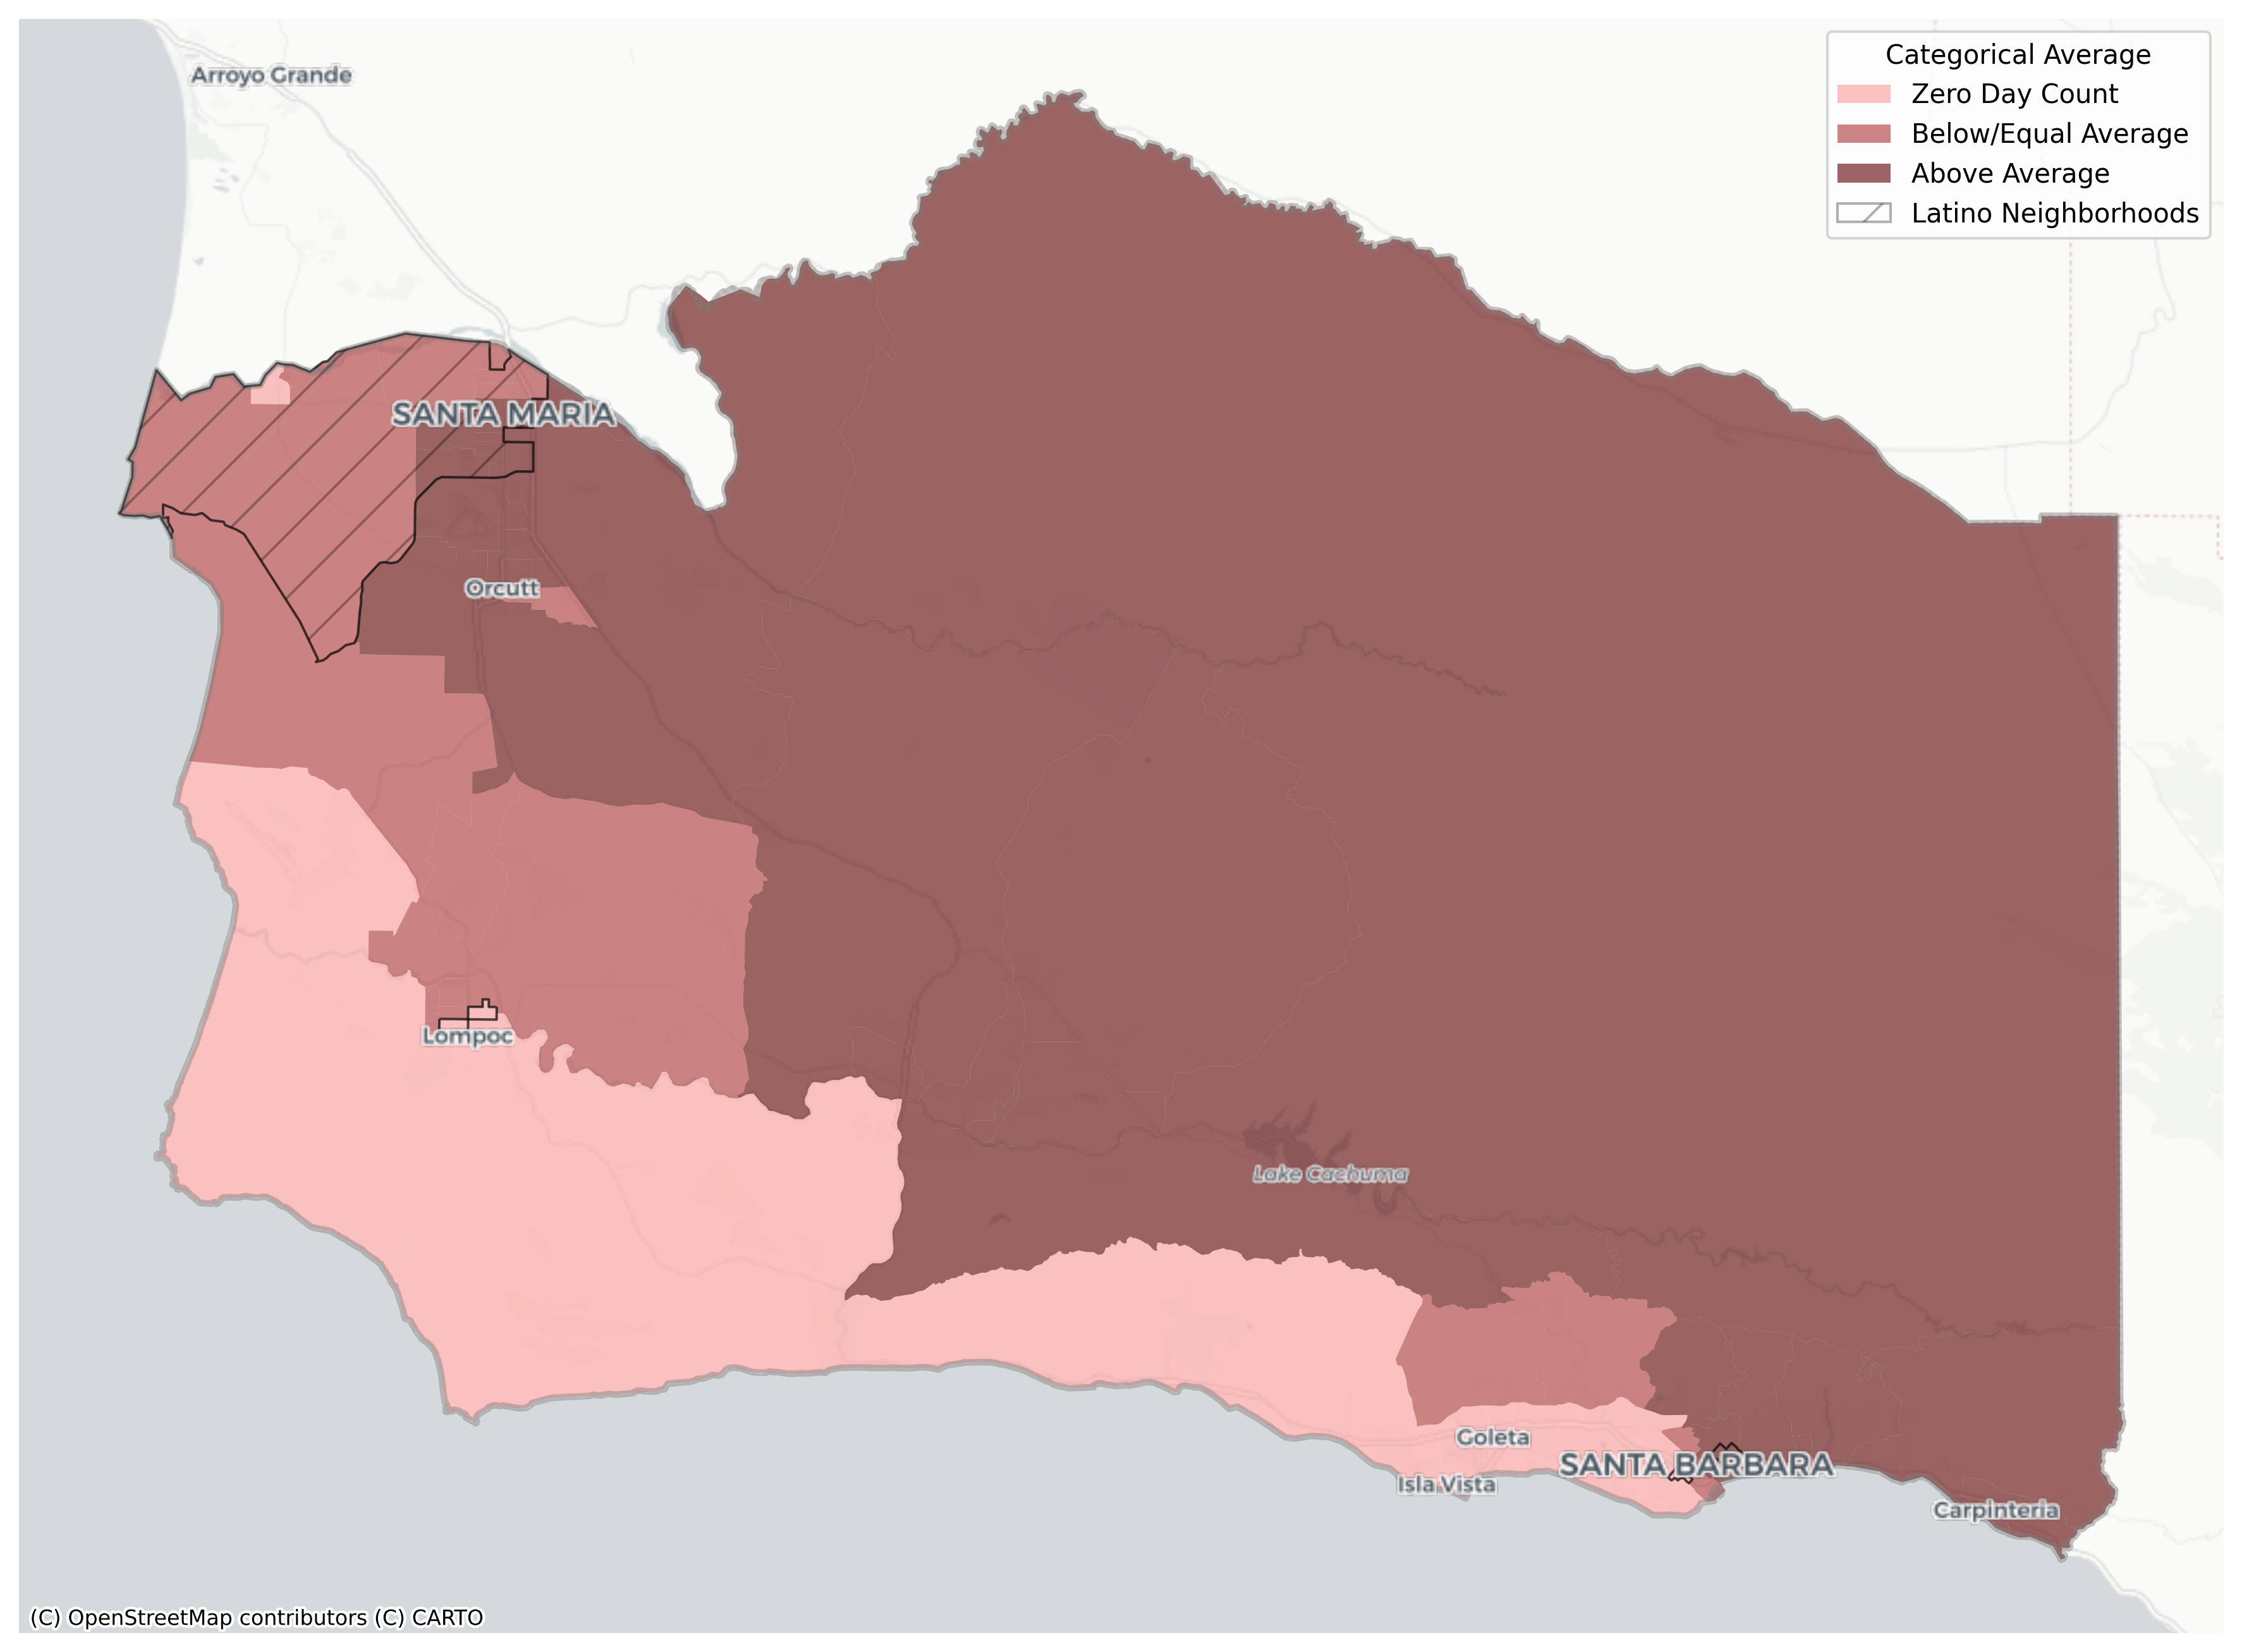 Arroyo Grande
Categorical Average
Zero Day Count
Below/Equal Average
Above Average
Latino Neighborhoods
SANTA MARIA
Orcutt
Lompoc
Lake Cachuma
Goleta
SANTA BARBARA
Isla Vista
Carpinteria
(C) OpenStreetMap contributors (C) CARTO